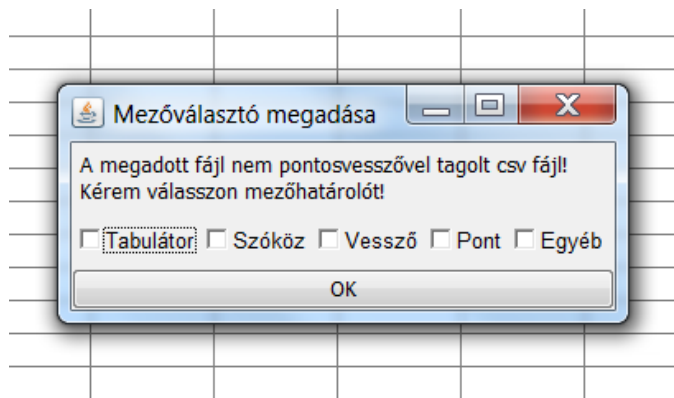 Mezőválasztó megadása
A megadott fájl nem pontosvesszővel tagolt csv fájl!
Kérem válasszon mezőhatárolót!
Tabulátor Szóköz Vessző Pont Egyéb
OK